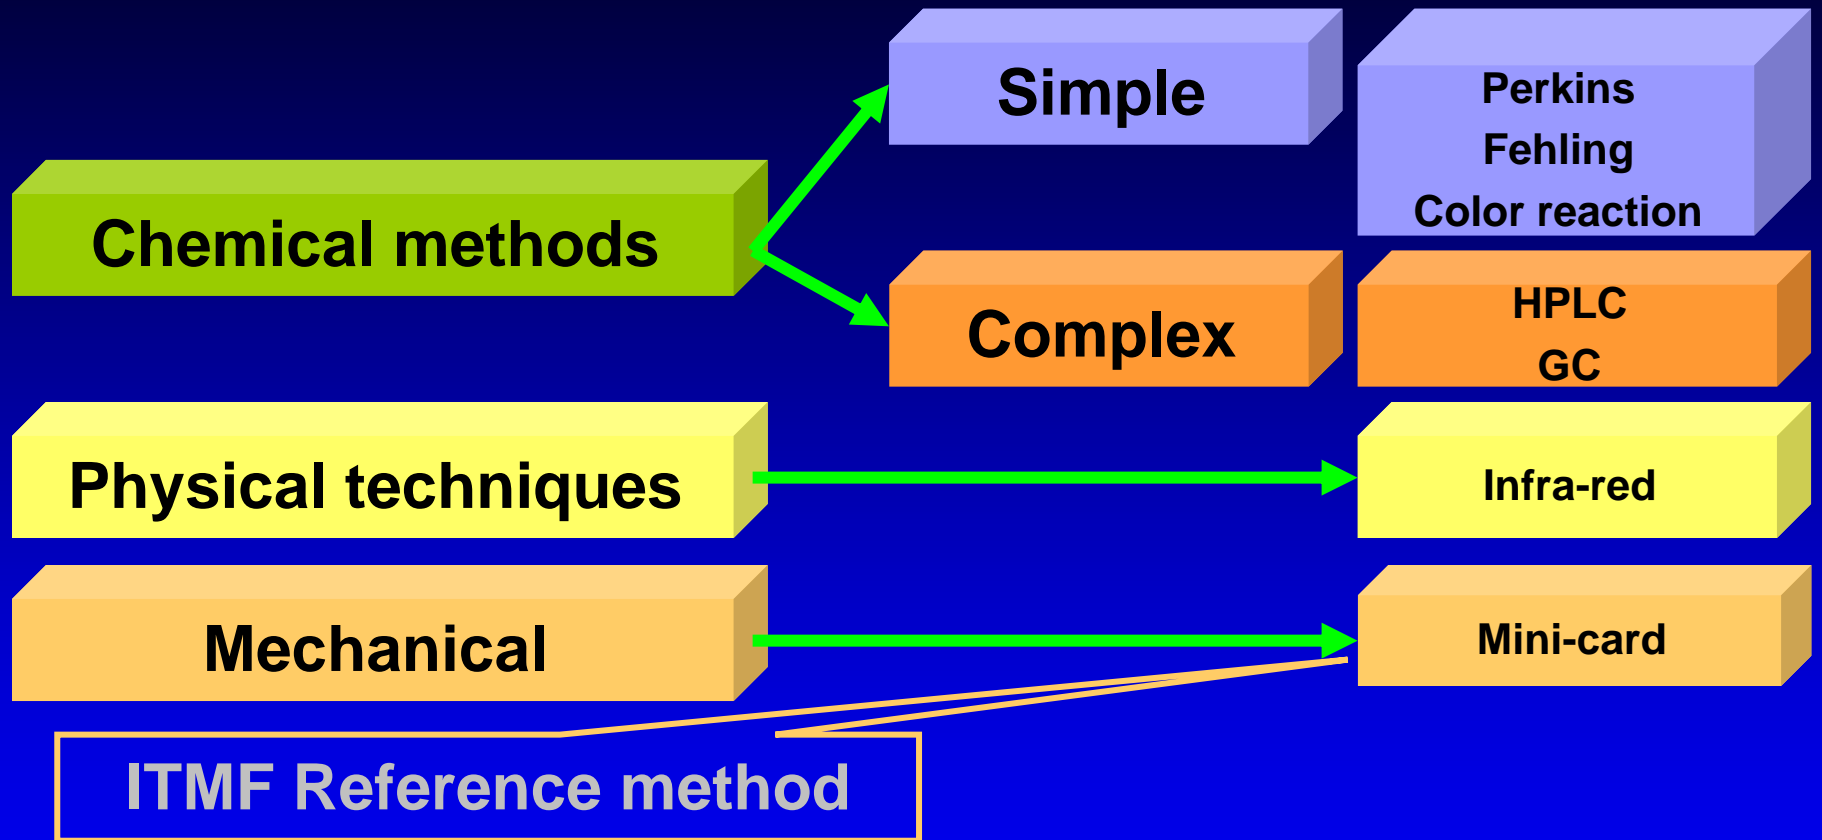 Simple
Perkins
Fehling
Color reaction
Chemical methods
Complex
HPLC
GC
Physical techniques
Infra-red
Mechanical
Mini-card
ITMF Reference method